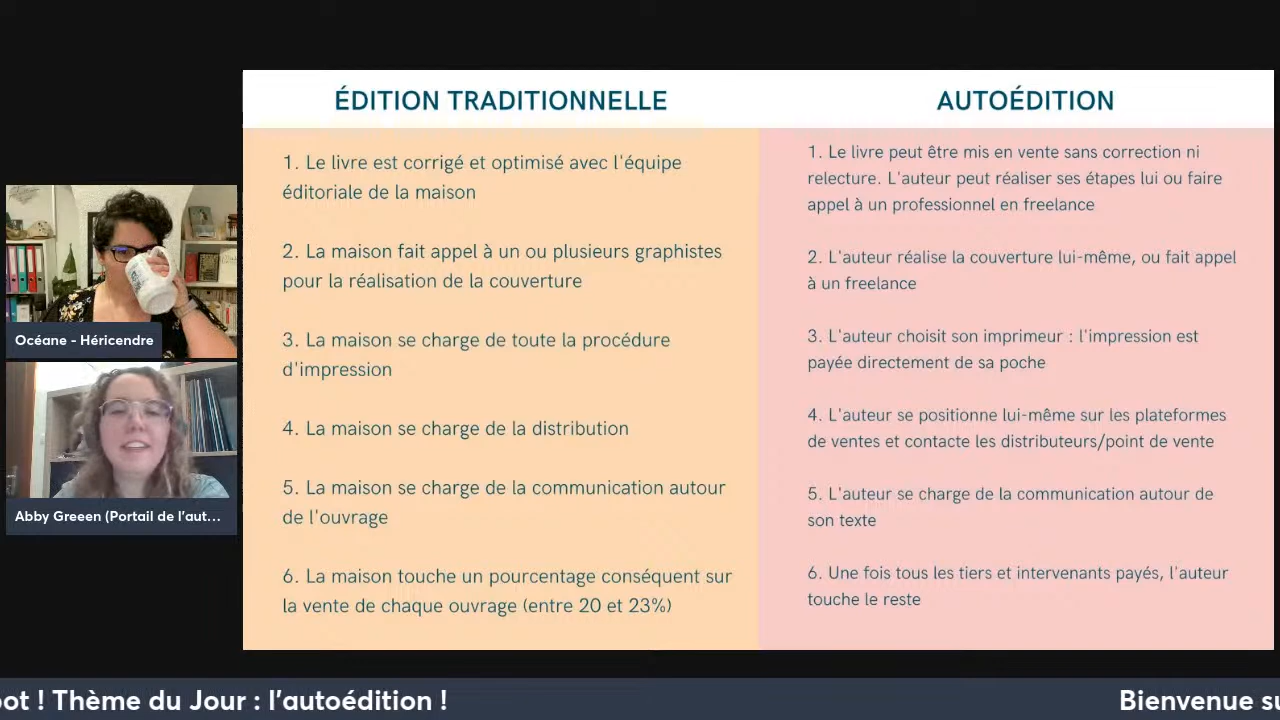 ÉDITION TRADITIONNELLE
1. Le livre est corrigé et optimisé avec l'équipe
éditoriale de la maison
2. La maison fait appel à un ou plusieurs graphistes
pour la réalisation de la couverture
3. La maison se charge de toute la procédure
d'impression
4. La maison se charge de la distribution
5. La maison se charge de la communication autour
de l'ouvrage
6. La maison touche un pourcentage conséquent sur
la vente de chaque ouvrage (entre 20 et 23%)
AUTOÉDITION
1. Le livre peut être mis en vente sans correction ni
relecture. L'auteur peut réaliser ses étapes lui ou faire
appel à un professionnel en freelance
2. L'auteur réalise la couverture lui-même, ou fait appel
à un freelance
3. L'auteur choisit son imprimeur : l'impression est
payée directement de sa poche
4. L'auteur se positionne lui-même sur les plateformes
de ventes et contacte les distributeurs/point de vente
5. L'auteur se charge de la communication autour de
son texte
6. Une fois tous les tiers et intervenants payés, l'auteur
touche le reste
Océane - Héricendre
Abby Greeen (Portail de l'aut...
oot ! Thème du Jour : l'autoédition !
Bienvenue su